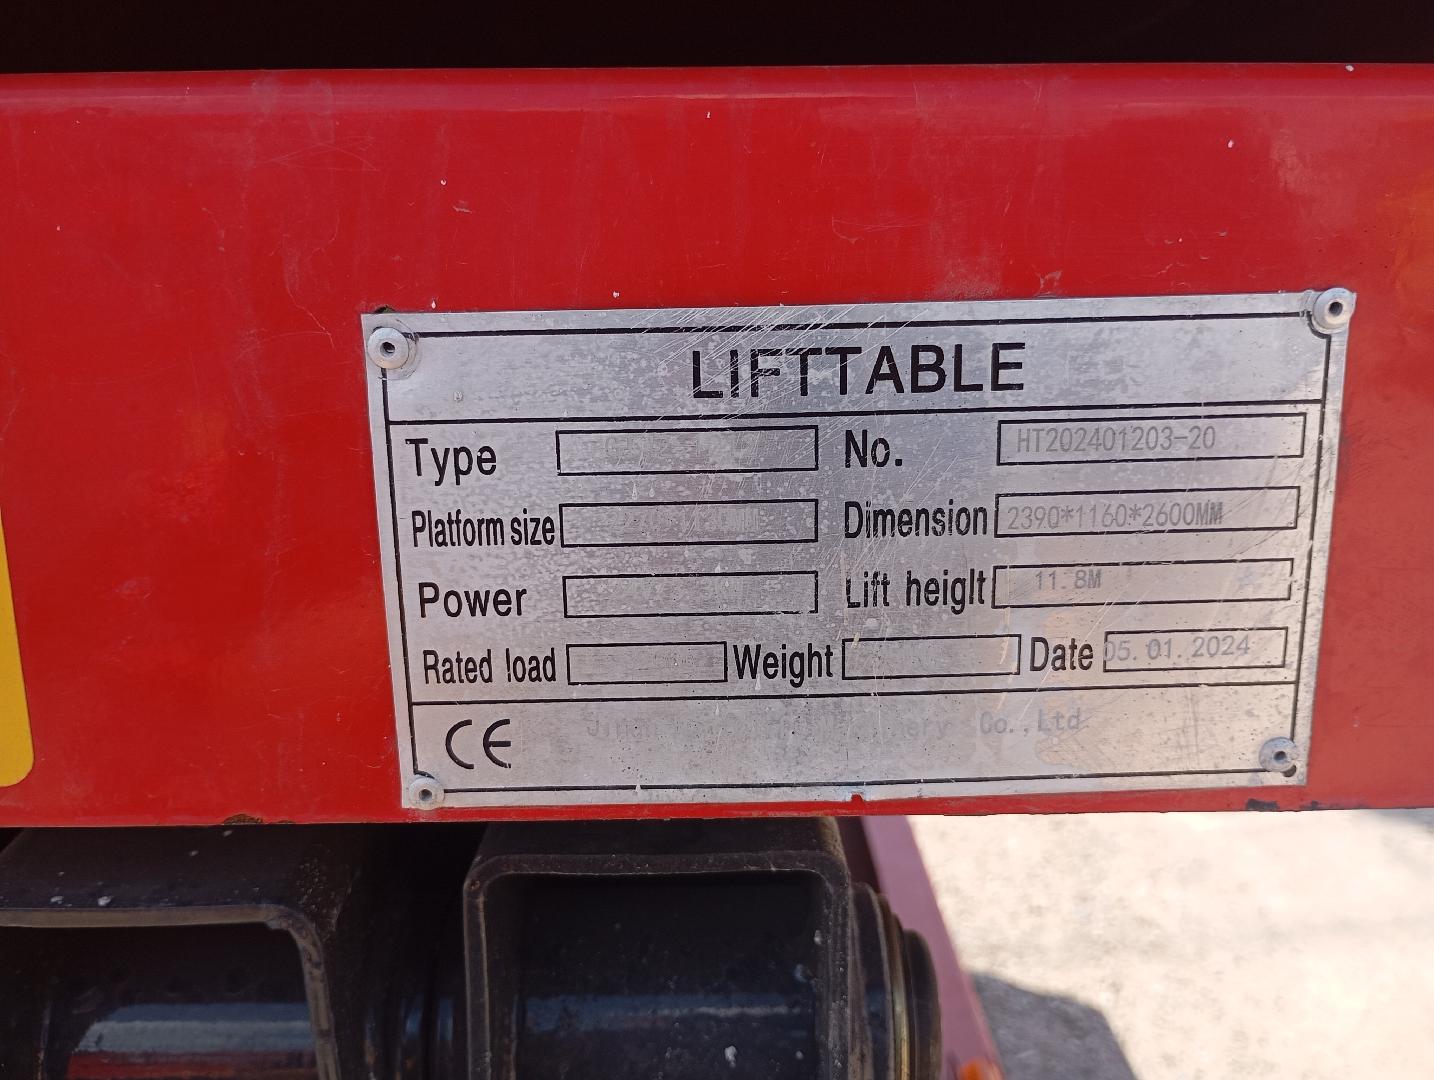 LIFTTABLE
Type No. HT202401203-20
Platform size Dimension 2390*1160*2600MM
Power Lift heiglt 11.8M
Rated load Weight Date 05.01.2024
CE Co.,Ltd